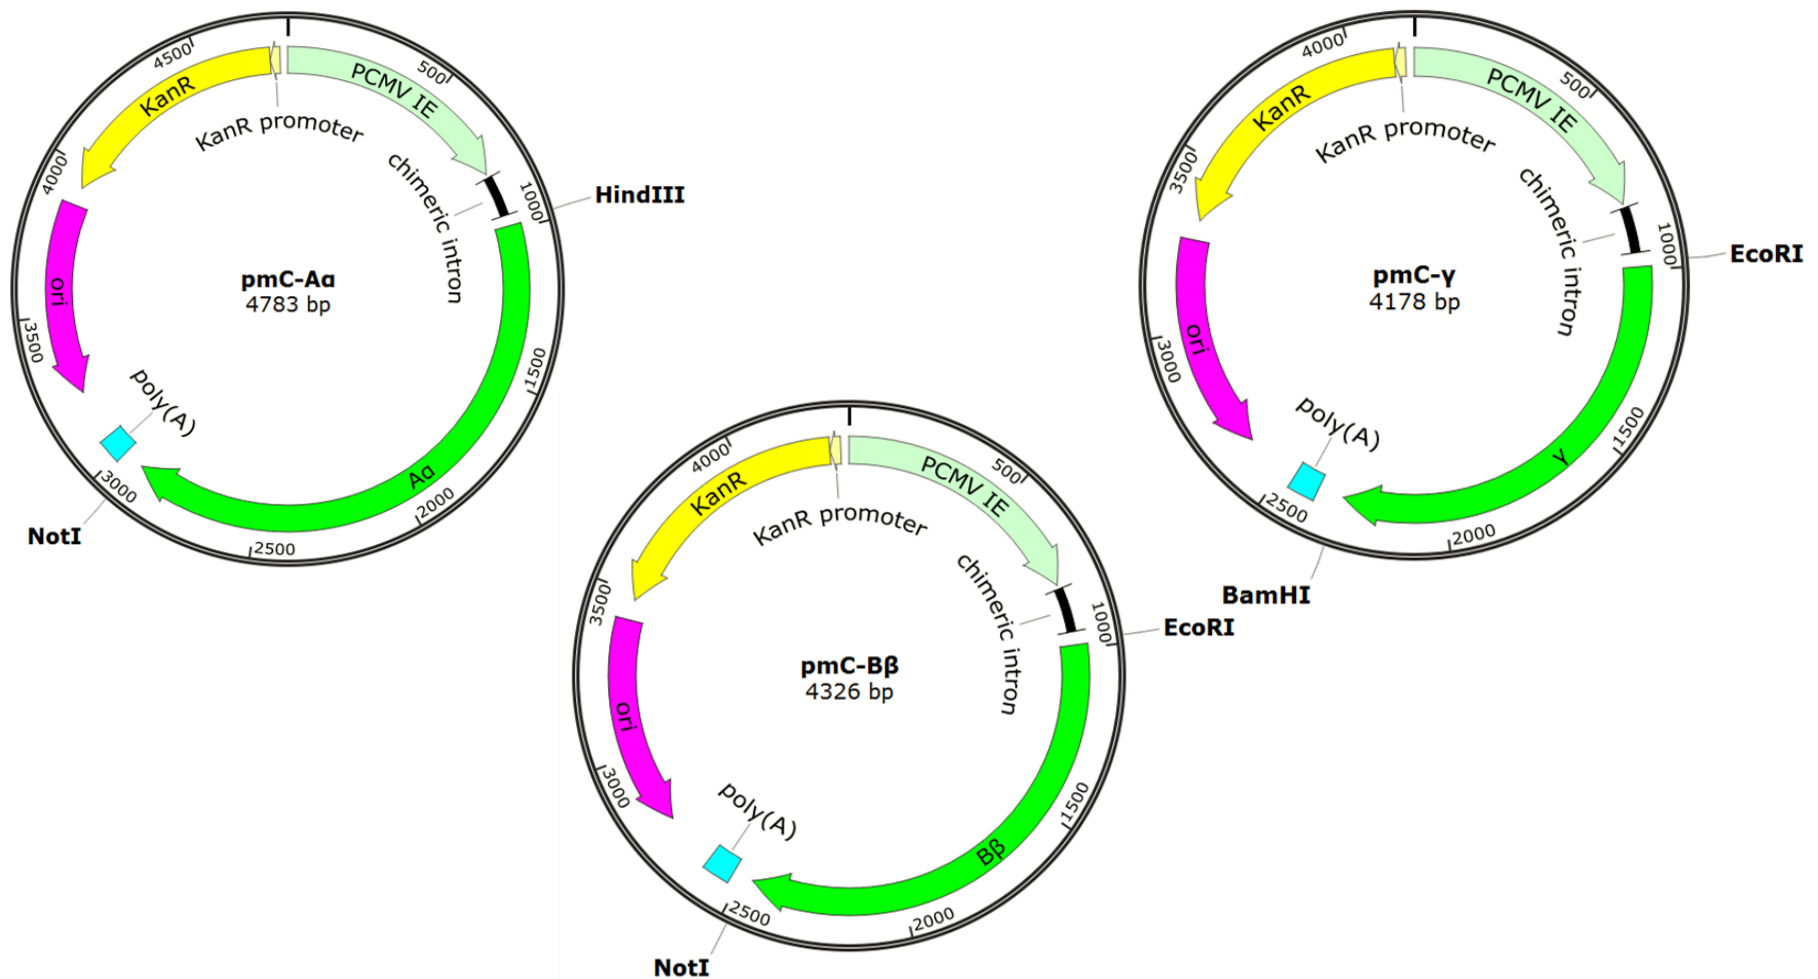 4500
500
KanR
PCMV IE
KanR promoter
4000
chimeric intron
1000
HindIII
pmC-Aα
4783 bp
ori
3500
1500
poly(A)
Aα
3000
2000
NotI
2500
4000
500
KanR
PCMV IE
KanR promoter
3500
chimeric intron
1000
EcoRI
pmC-γ
4178 bp
ori
3000
poly(A)
1500
γ
2500
2000
BamHI
4000
500
KanR
PCMV IE
KanR promoter
3500
chimeric intron
1000
EcoRI
pmC-Bβ
4326 bp
ori
3000
poly(A)
1500
Bβ
2500
2000
NotI